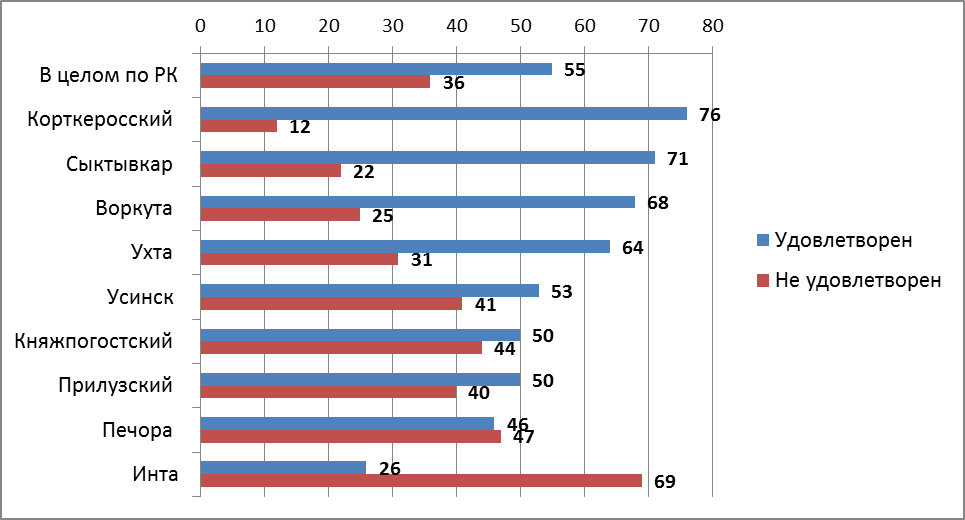 0 10 20 30 40 50 60 70 80
В целом по РК 55
36
Корткеросский 76
12
Сыктывкар 71
22
Воркута 68
25
Ухта 64
31
Усинск 53
41
Княжпогостский 50
44
Прилузский 50
40
Печора 46
47
Инта 26
69
Удовлетворен
Не удовлетворен